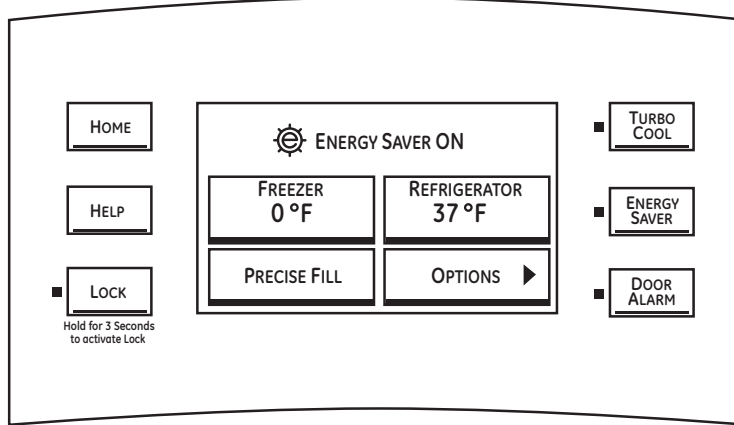 HOME
HELP
LOCK
Hold for 3 Seconds
to activate Lock
ENERGY SAVER ON
FREEZER
0 °F
REFRIGERATOR
37 °F
PRECISE FILL
OPTIONS
TURBO
COOL
ENERGY
SAVER
DOOR
ALARM